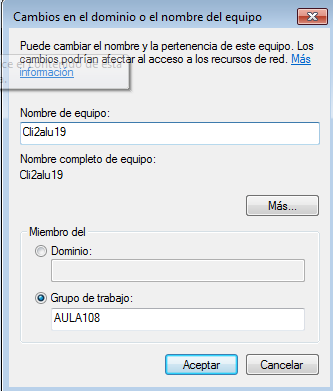 Cambios en el dominio o el nombre del equipo
Puede cambiar el nombre y la pertenencia de este equipo. Los
cambios podrían afectar al acceso a los recursos de red. Más
información
Nombre de equipo:
Cli2alu19
Nombre completo de equipo:
Cli2alu19
Más...
Miembro del
Dominio:
Grupo de trabajo:
AULA108
Aceptar
Cancelar